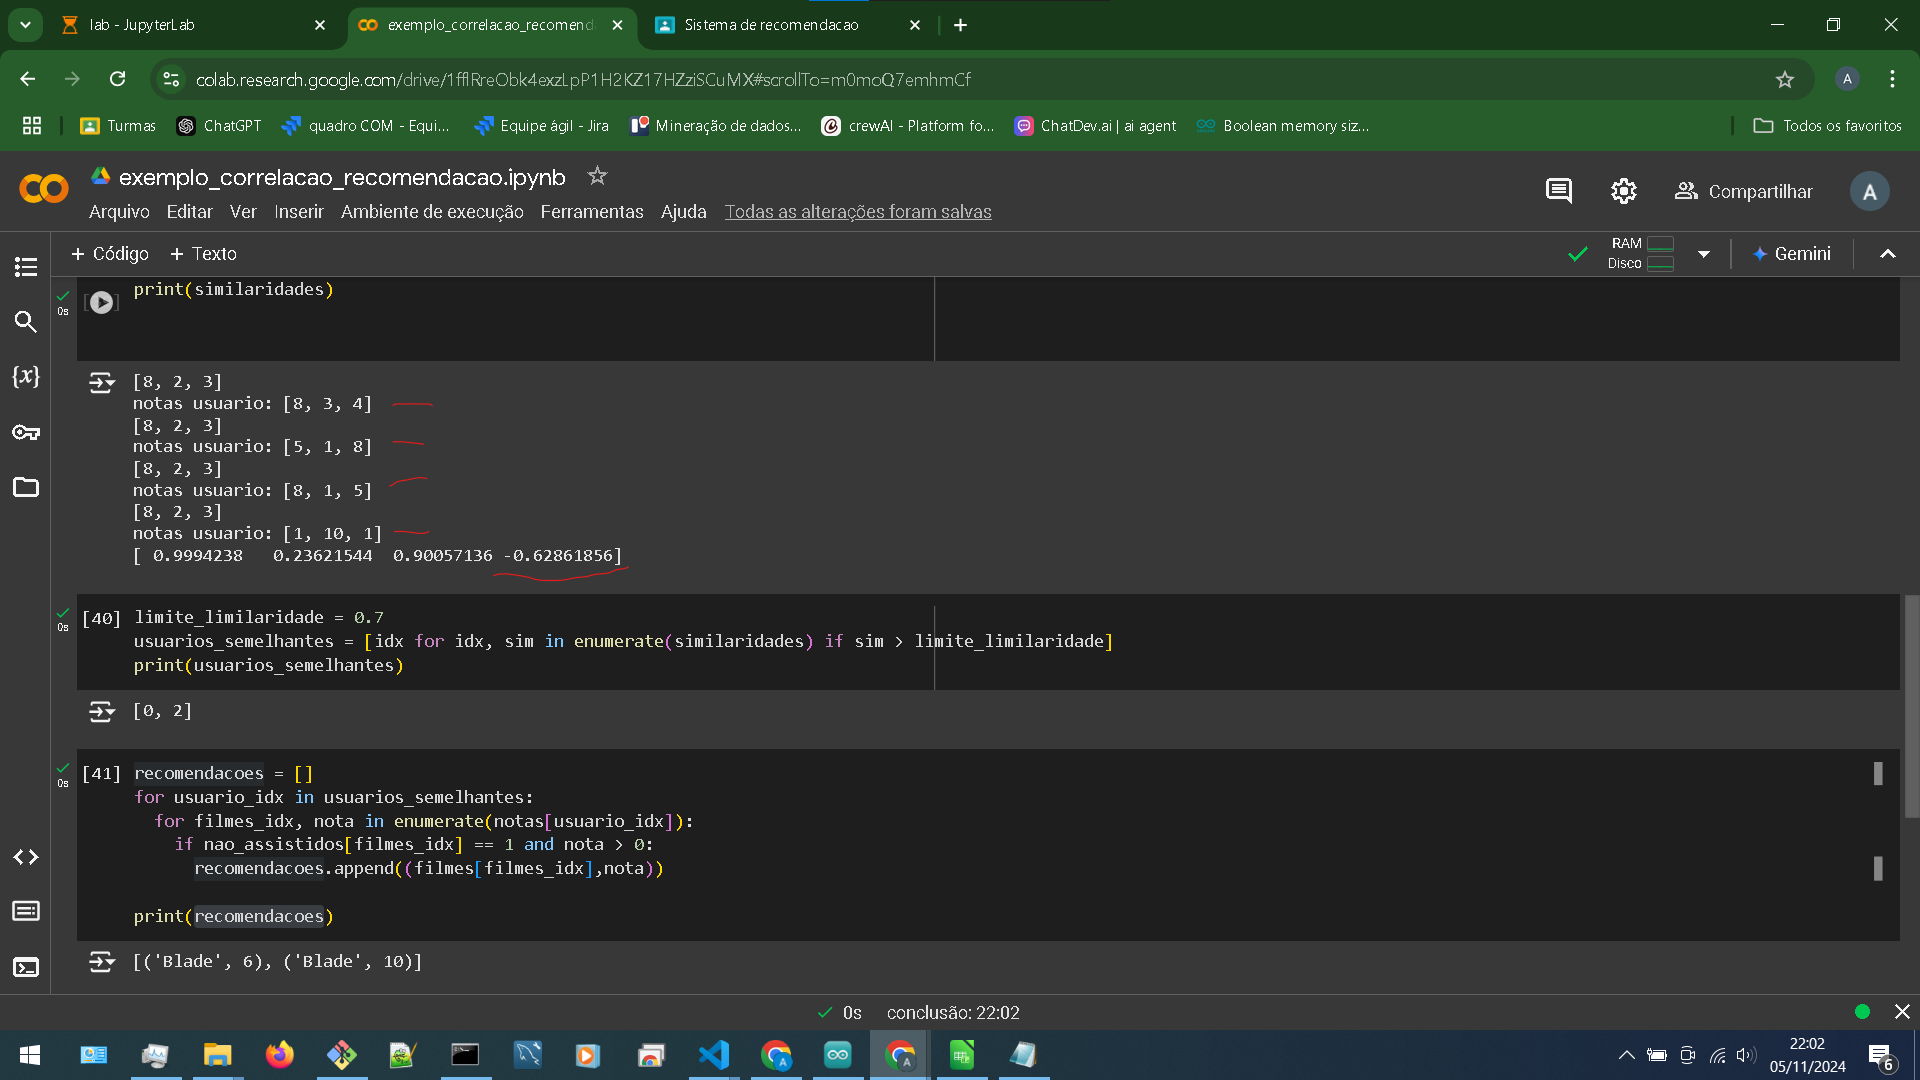 lab - JupyterLab
exemplo_correlacao_recomend
Sistema de recomendacao
colab.research.google.com/drive/1fflRreObk4exzLpP1H2KZ17HZziSCuMX#scrollTo=m0moQ7emhmCf
A
Turmas
ChatGPT
quadro COM - Equi...
Equipe ágil - Jira
Mineração de dados...
crewAI - Platform fo...
ChatDev.ai | ai agent
Boolean memory siz...
Todos os favoritos
exemplo_correlacao_recomendacao.ipynb
Arquivo Editar Ver Inserir Ambiente de execução Ferramentas Ajuda Todas as alterações foram salvas
Compartilhar
A
+ Código + Texto
RAM
Disco
Gemini
0s
print(similaridades)
[8, 2, 3]
notas usuario: [8, 3, 4]
[8, 2, 3]
notas usuario: [5, 1, 8]
[8, 2, 3]
notas usuario: [8, 1, 5]
[8, 2, 3]
notas usuario: [1, 10, 1]
[ 0.9994238   0.23621544  0.90057136 -0.62861856]
0s
[40] limite_limilaridade = 0.7
usuarios_semelhantes = [idx for idx, sim in enumerate(similaridades) if sim > limite_limilaridade]
print(usuarios_semelhantes)
[0, 2]
0s
[41] recomendacoes = []
for usuario_idx in usuarios_semelhantes:
  for filmes_idx, nota in enumerate(notas[usuario_idx]):
    if nao_assistidos[filmes_idx] == 1 and nota > 0:
      recomendacoes.append((filmes[filmes_idx],nota))
print(recomendacoes)
[('Blade', 6), ('Blade', 10)]
0s conclusão: 22:02
22:02
05/11/2024
6